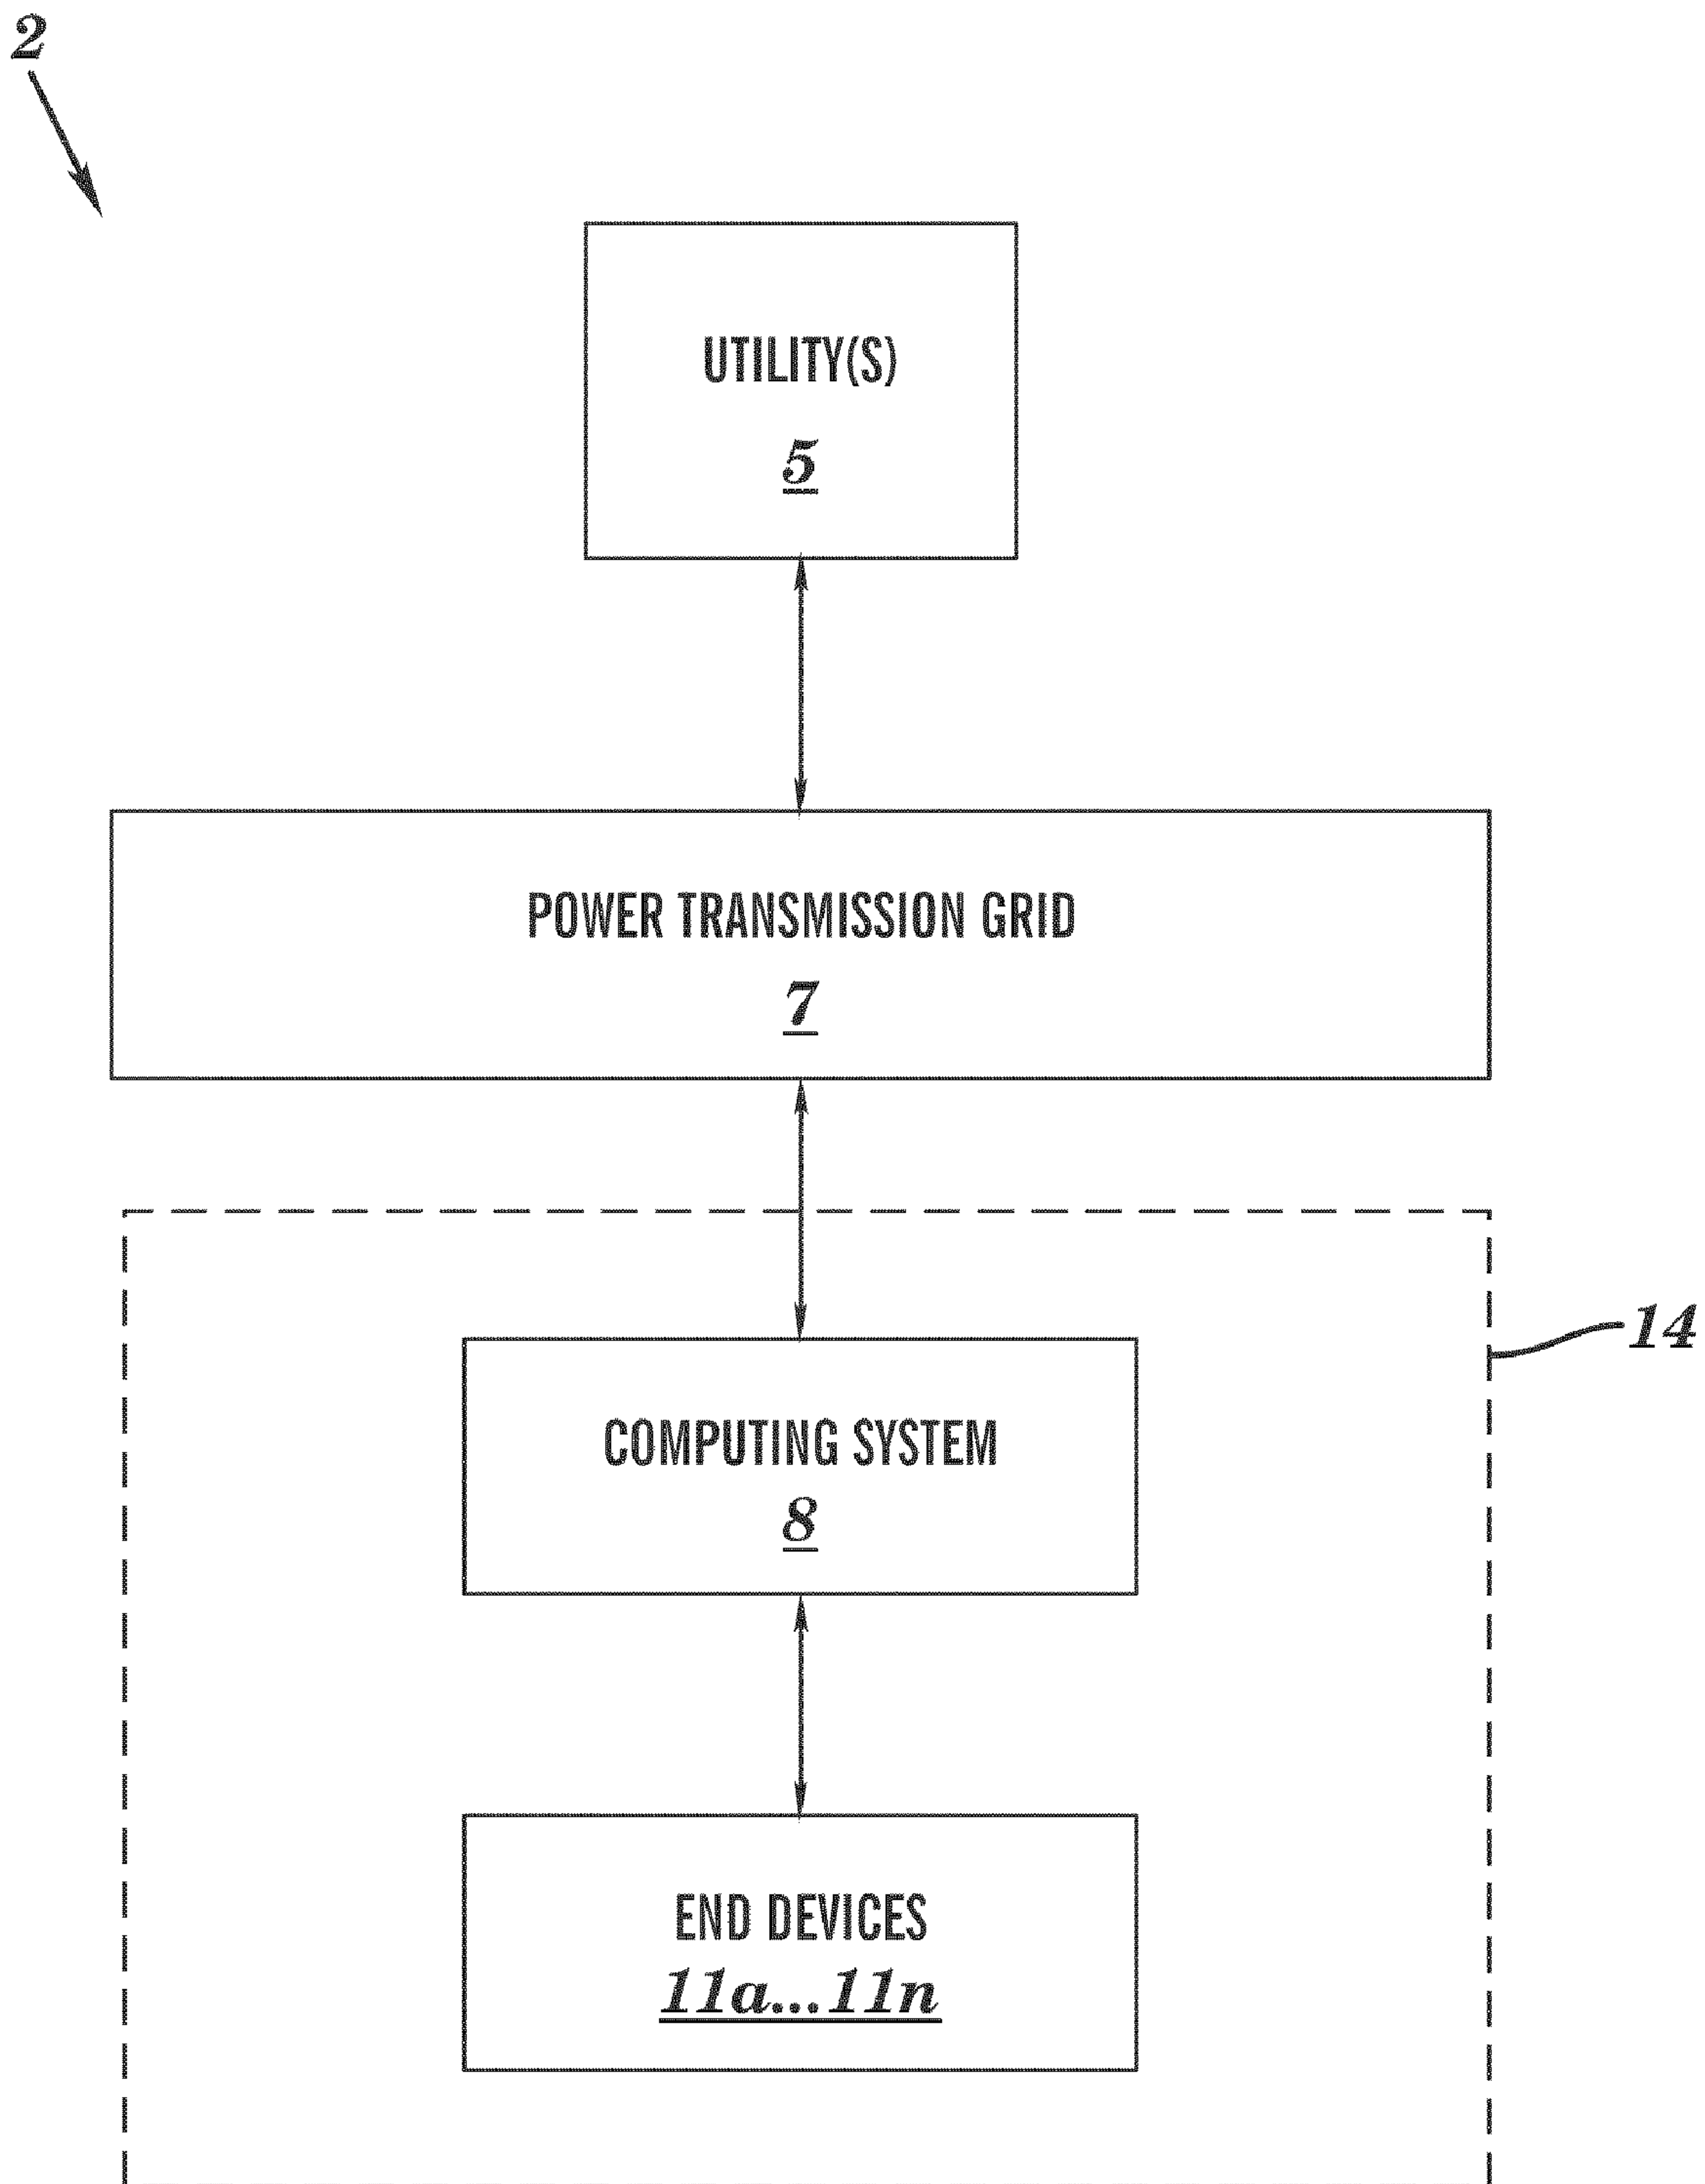 2
UTILITY(S)
5
POWER TRANSMISSION GRID
7
14
COMPUTING SYSTEM
8
END DEVICES
11a...11n